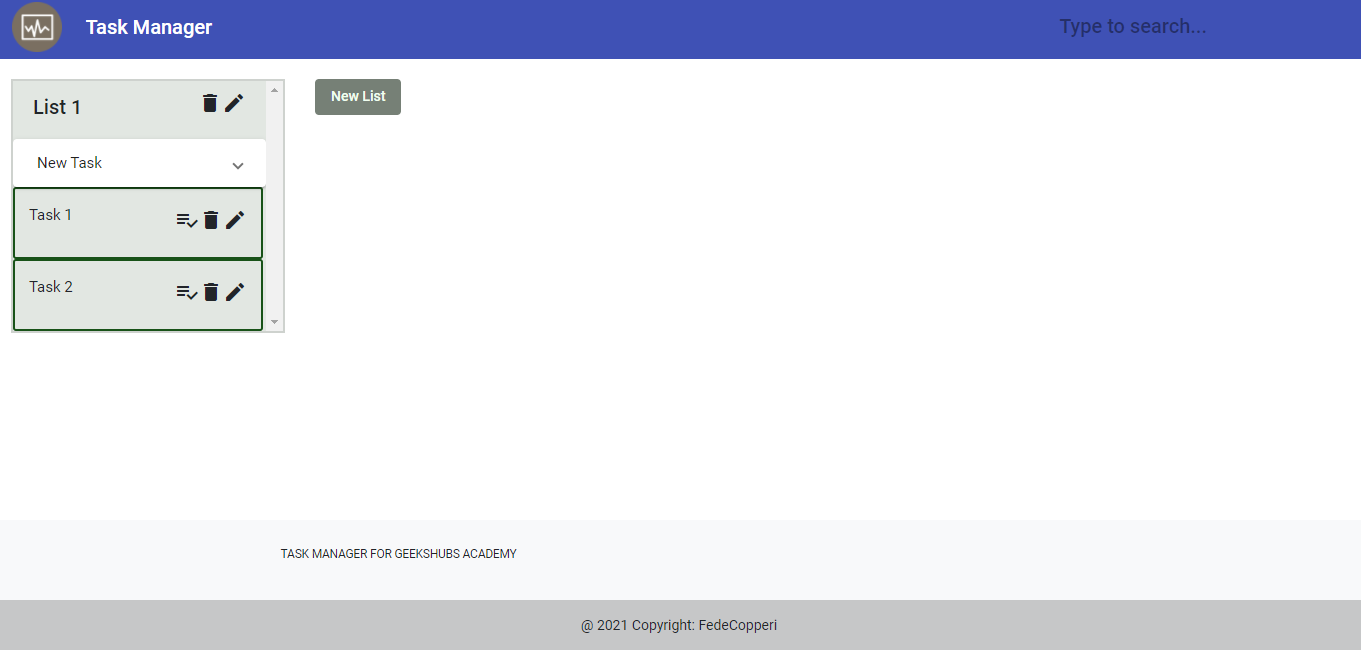 Task Manager
Type to search...
List 1
New List
New Task
Task 1
Task 2
TASK MANAGER FOR GEEKSHUBS ACADEMY
@ 2021 Copyright: FedeCopperi